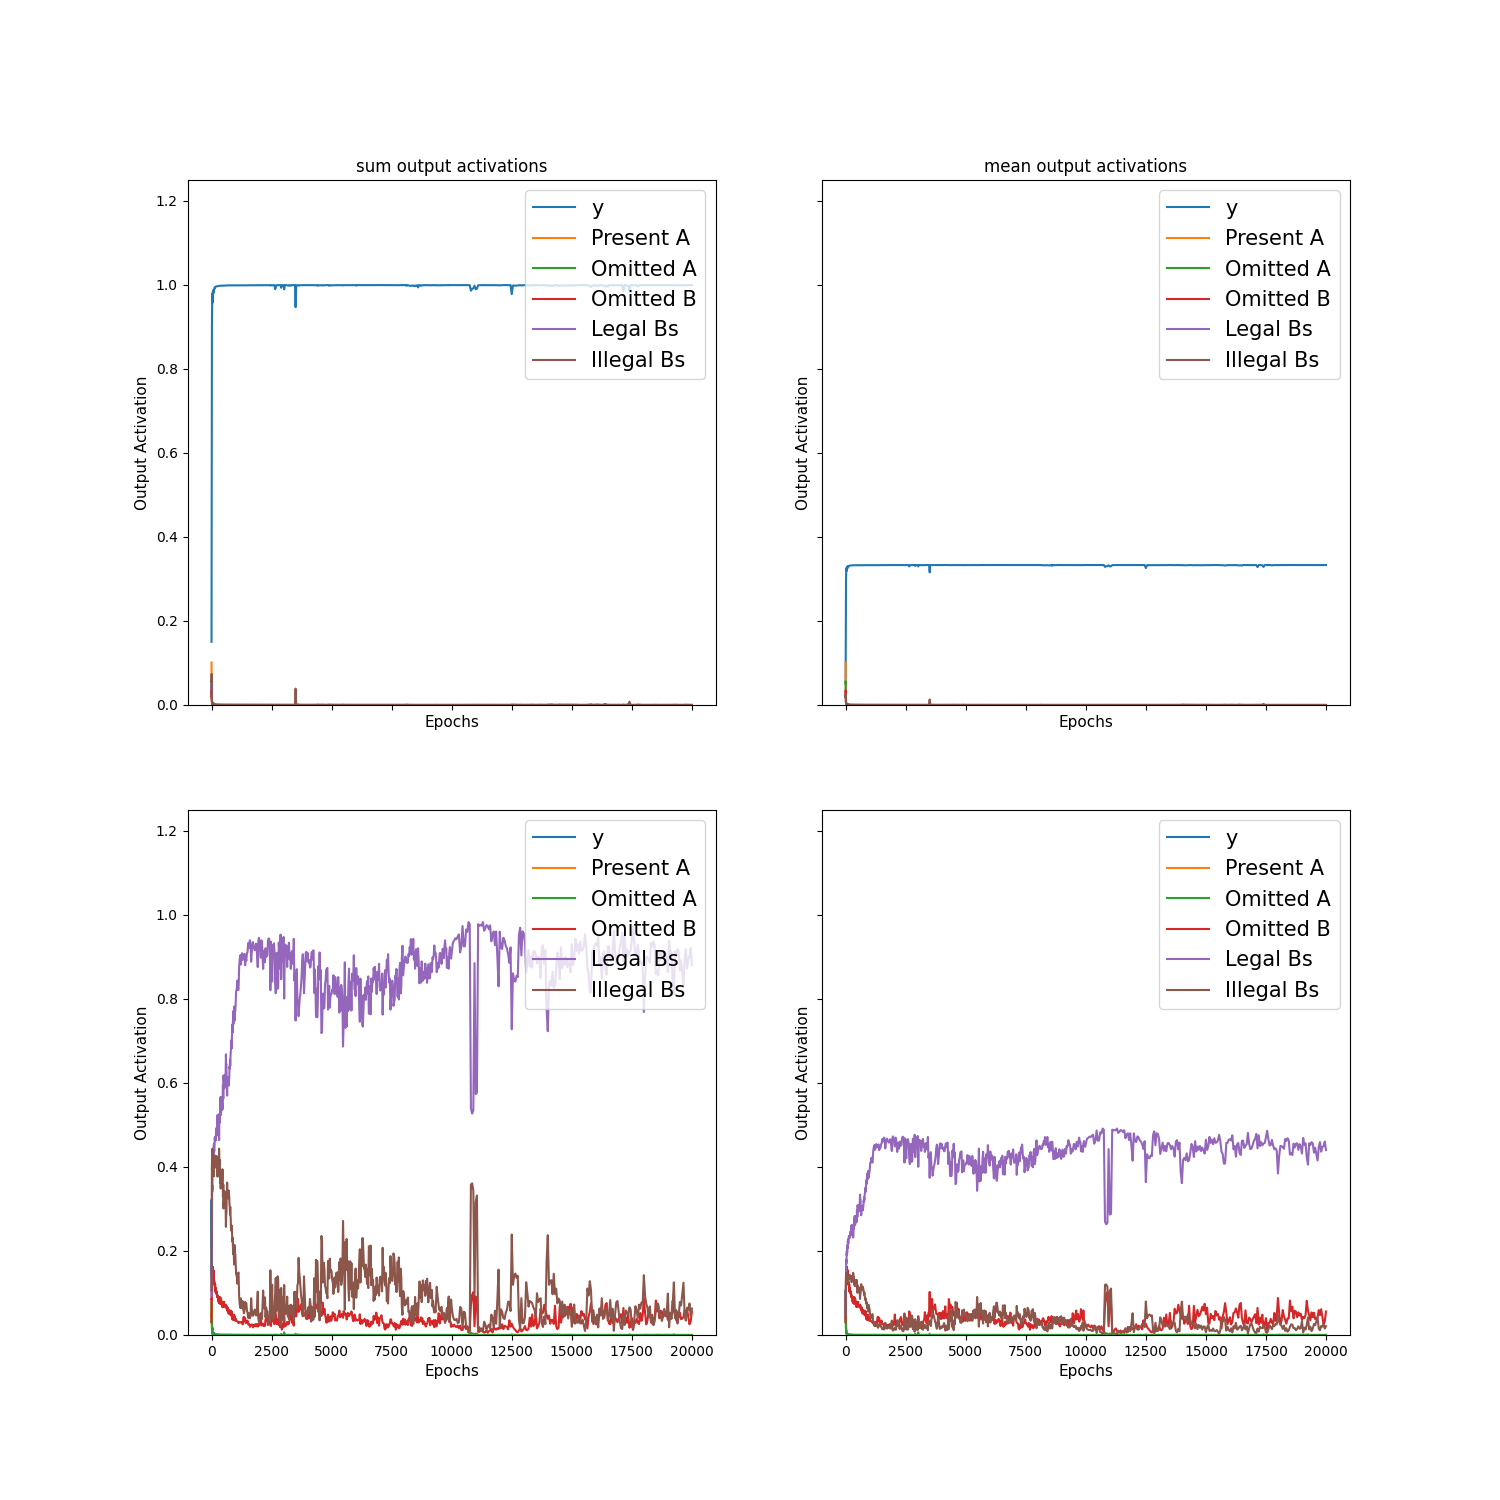 sum output activations
mean output activations
1.2
1.0
0.8
0.6
0.4
0.2
0.0
Output Activation
Epochs
y
Present A
Omitted A
Omitted B
Legal Bs
Illegal Bs
Output Activation
Epochs
y
Present A
Omitted A
Omitted B
Legal Bs
Illegal Bs
1.2
1.0
0.8
0.6
0.4
0.2
0.0
Output Activation
0 2500 5000 7500 10000 12500 15000 17500 20000
Epochs
y
Present A
Omitted A
Omitted B
Legal Bs
Illegal Bs
Output Activation
0 2500 5000 7500 10000 12500 15000 17500 20000
Epochs
y
Present A
Omitted A
Omitted B
Legal Bs
Illegal Bs